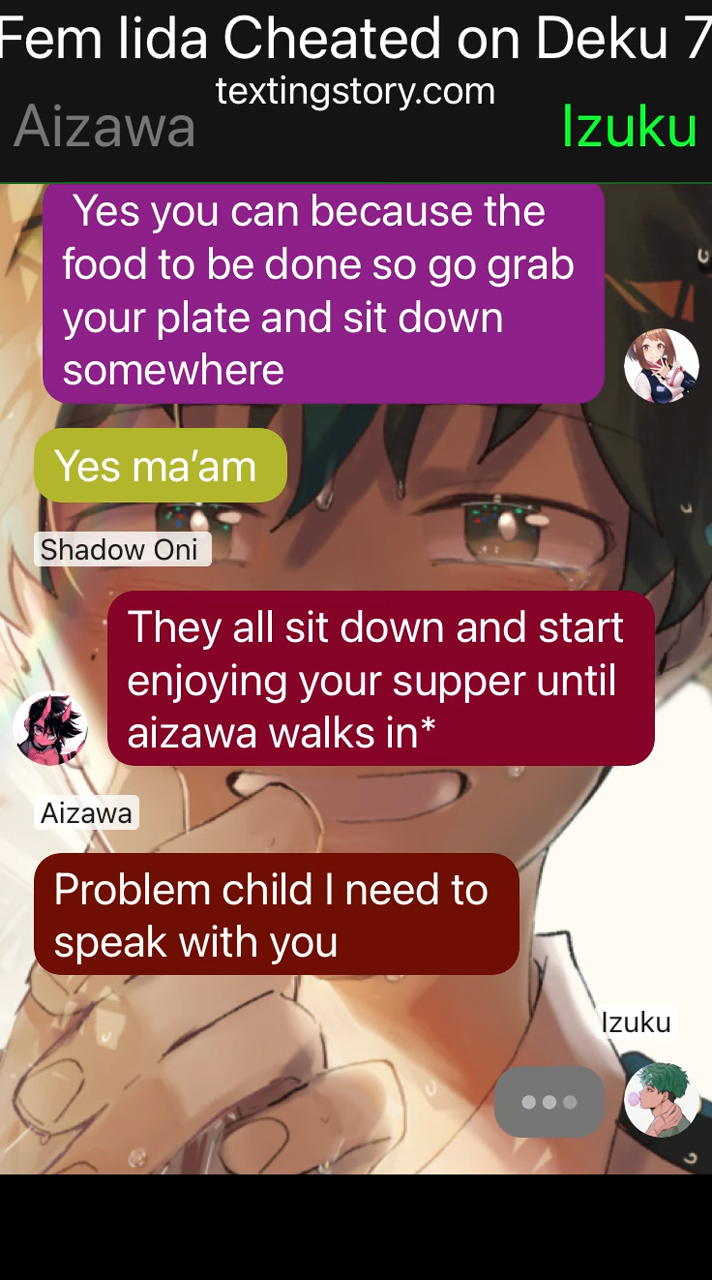 Fem Iida Cheated on Deku 7
textingstory.com
Aizawa
Izuku
Yes you can because the
food to be done so go grab
your plate and sit down
somewhere
Yes ma’am
Shadow Oni
They all sit down and start
enjoying your supper until
aizawa walks in*
Aizawa
Problem child I need to
speak with you
Izuku